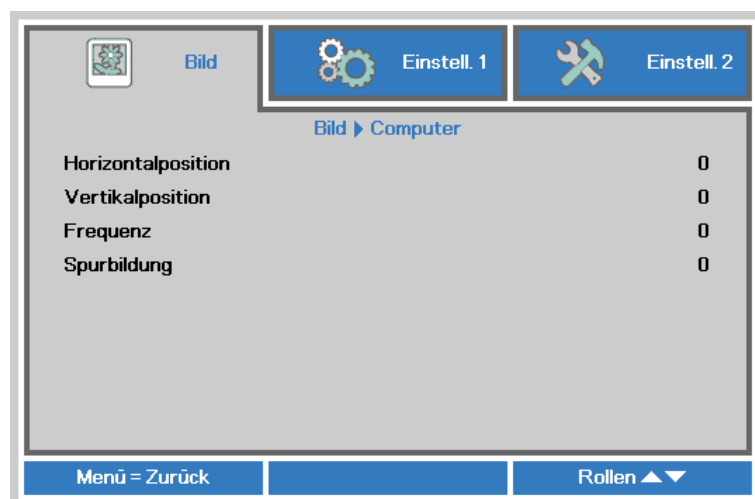 Bild
Einstell. 1
Einstell. 2
Bild ▶ Computer
Horizontalposition 0
Vertikalposition 0
Frequenz 0
Spurbildung 0
Menü = Zurück
Rollen ▲▼